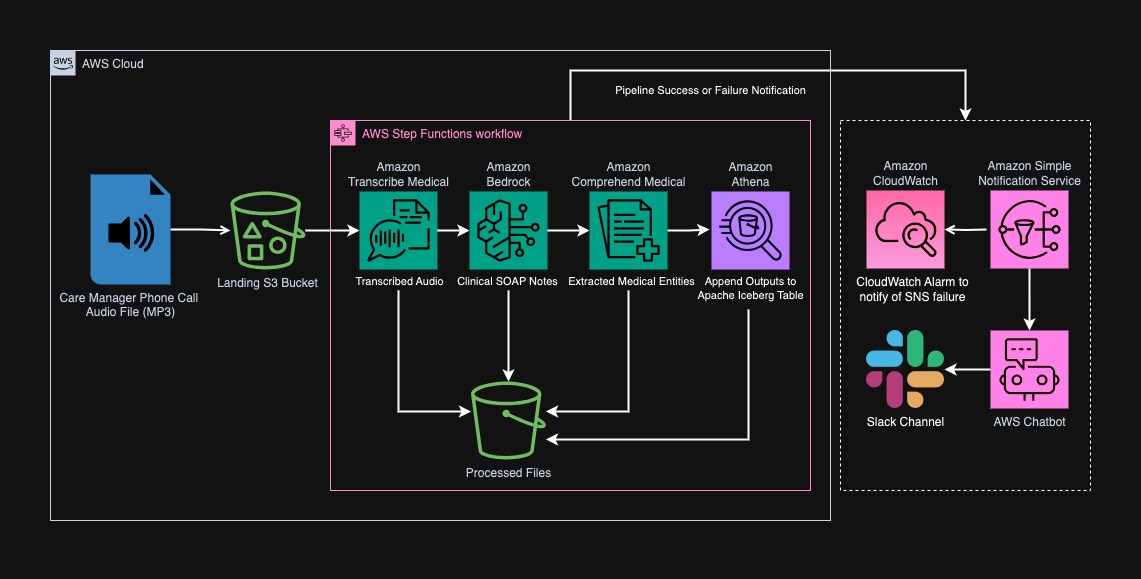 aws
AWS Cloud
Pipeline Success or Failure Notification
AWS Step Functions workflow
Amazon
Transcribe Medical
Amazon
Bedrock
Amazon
Comprehend Medical
Amazon
Athena
Amazon
CloudWatch
Amazon Simple
Notification Service
Care Manager Phone Call
Audio File (MP3)
Landing S3 Bucket
Transcribed Audio
Clinical SOAP Notes
Extracted Medical Entities
Append Outputs to
Apache Iceberg Table
CloudWatch Alarm to
notify of SNS failure
Slack Channel
AWS Chatbot
Processed Files